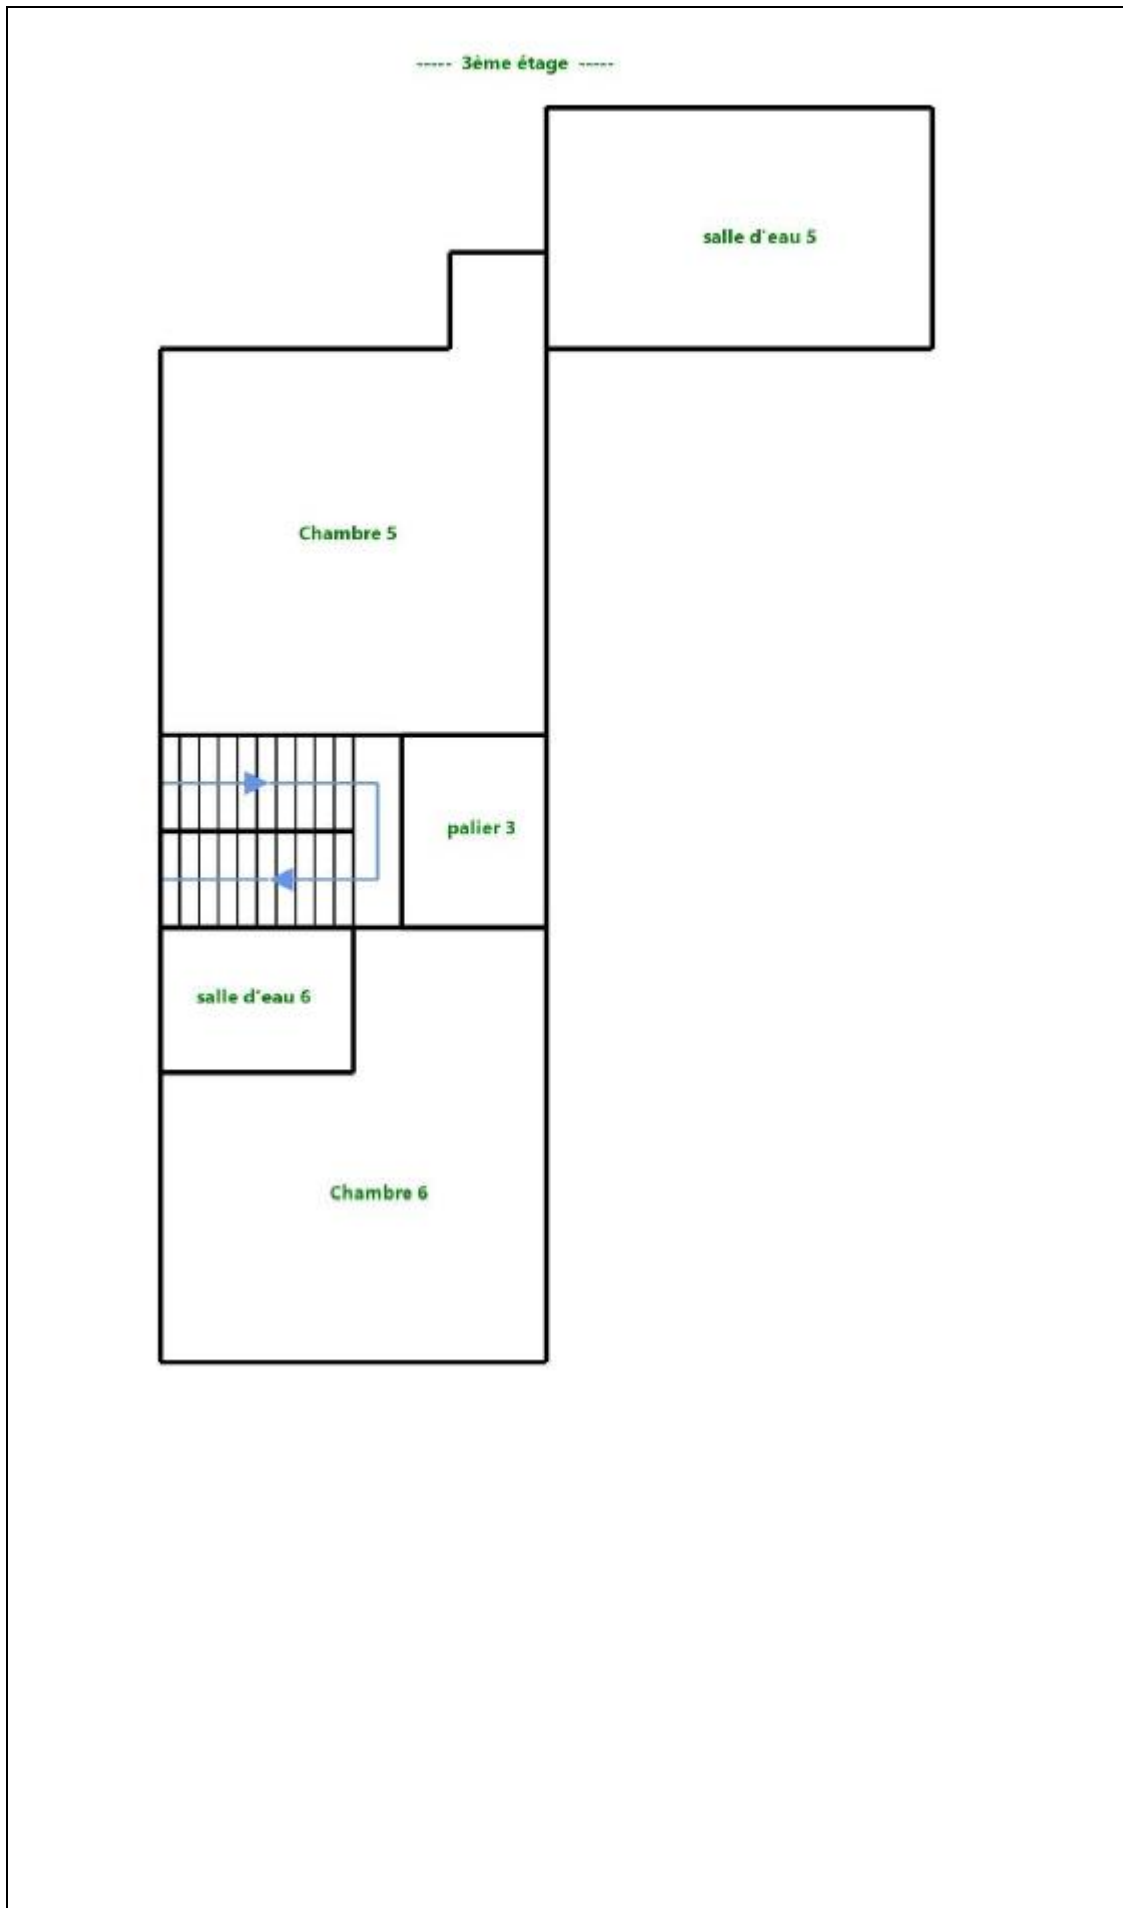 ----- 3ème étage -----
salle d'eau 5
Chambre 5
palier 3
salle d'eau 6
Chambre 6